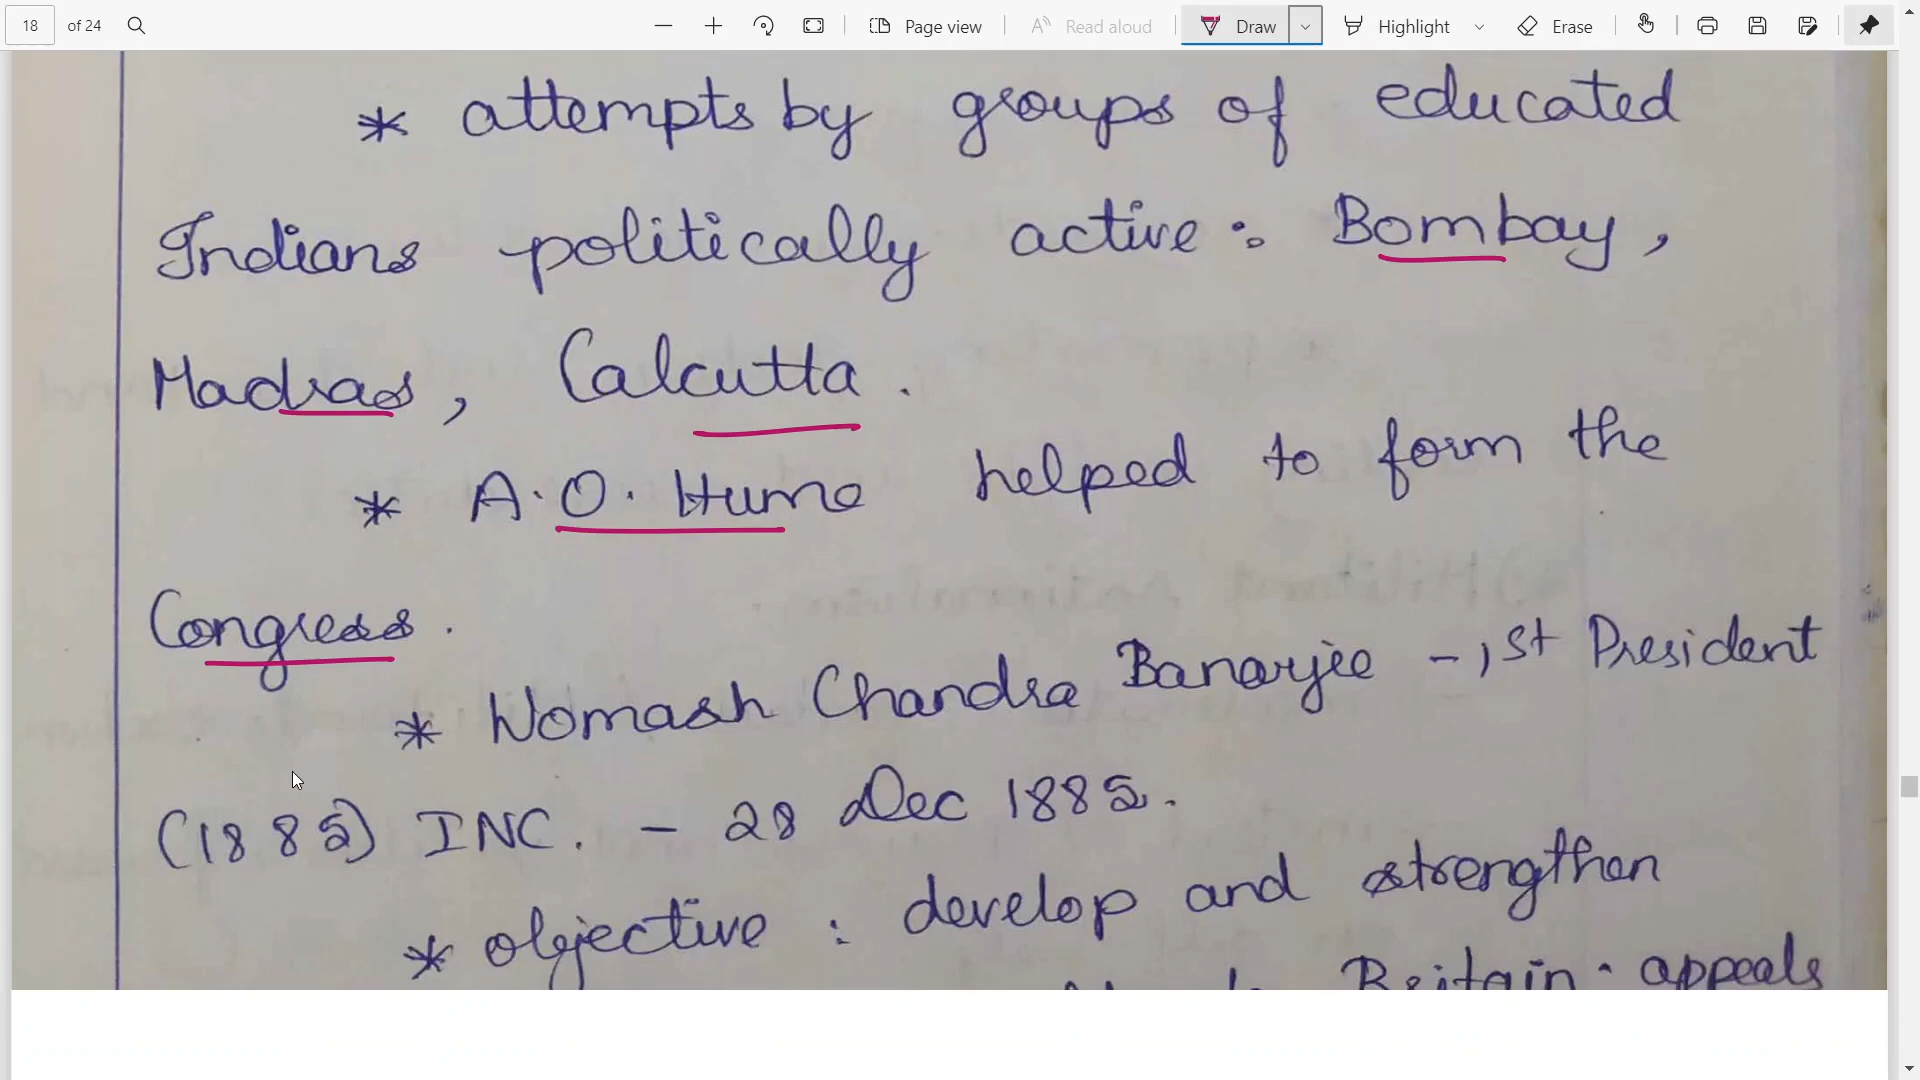 18 of 24 Page view Read aloud Draw Highlight Erase
* attempts by groups of educated
Indians politically active : Bombay,
Madras, Calcutta.
* A.O. Hume helped to form the
Congress.
* Womash Chandra Banarjee - 1st President
(1885) INC. - 28 Dec 1885.
* objective : develop and strengthen
Britain. appeals